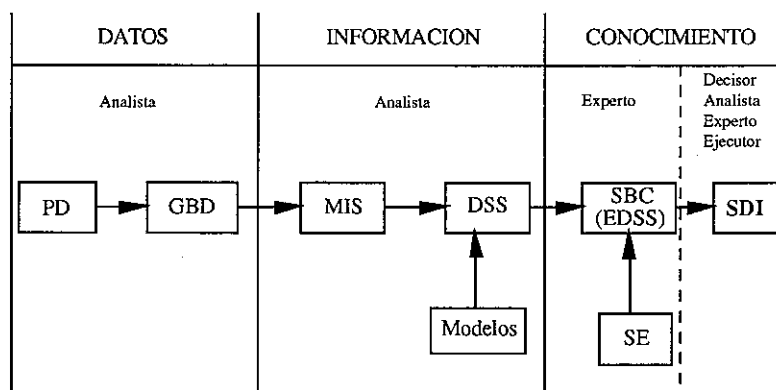 DATOS
INFORMACION
CONOCIMIENTO
Analista
Analista
Experto
Decisor
Analista
Experto
Ejecutor
PD
GBD
MIS
DSS
SBC
(EDSS)
SDI
Modelos
SE